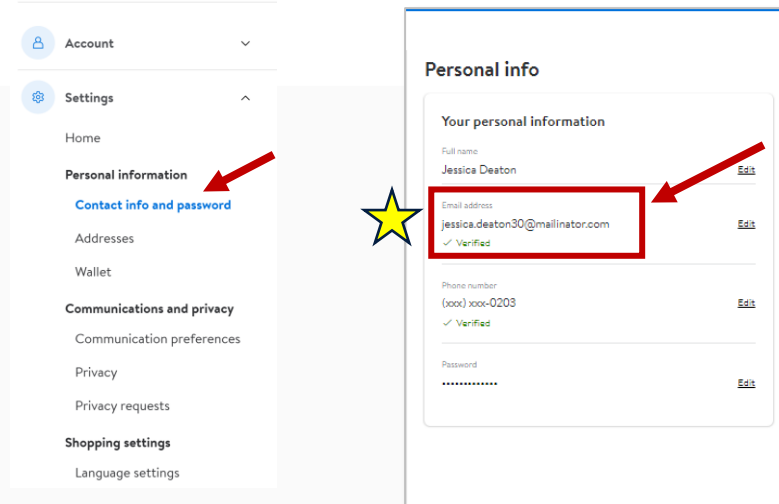 Account
Settings
Home
Personal information
Contact info and password
Addresses
Wallet
Communications and privacy
Communication preferences
Privacy
Privacy requests
Shopping settings
Language settings
Personal info
Your personal information
Full name
Jessica Deaton
Edit
Email address
jessica.deaton30@mailinator.com
Edit
Verified
Phone number
(xxx) xxx-0203
Edit
Verified
Password
•••••••••••••
Edit